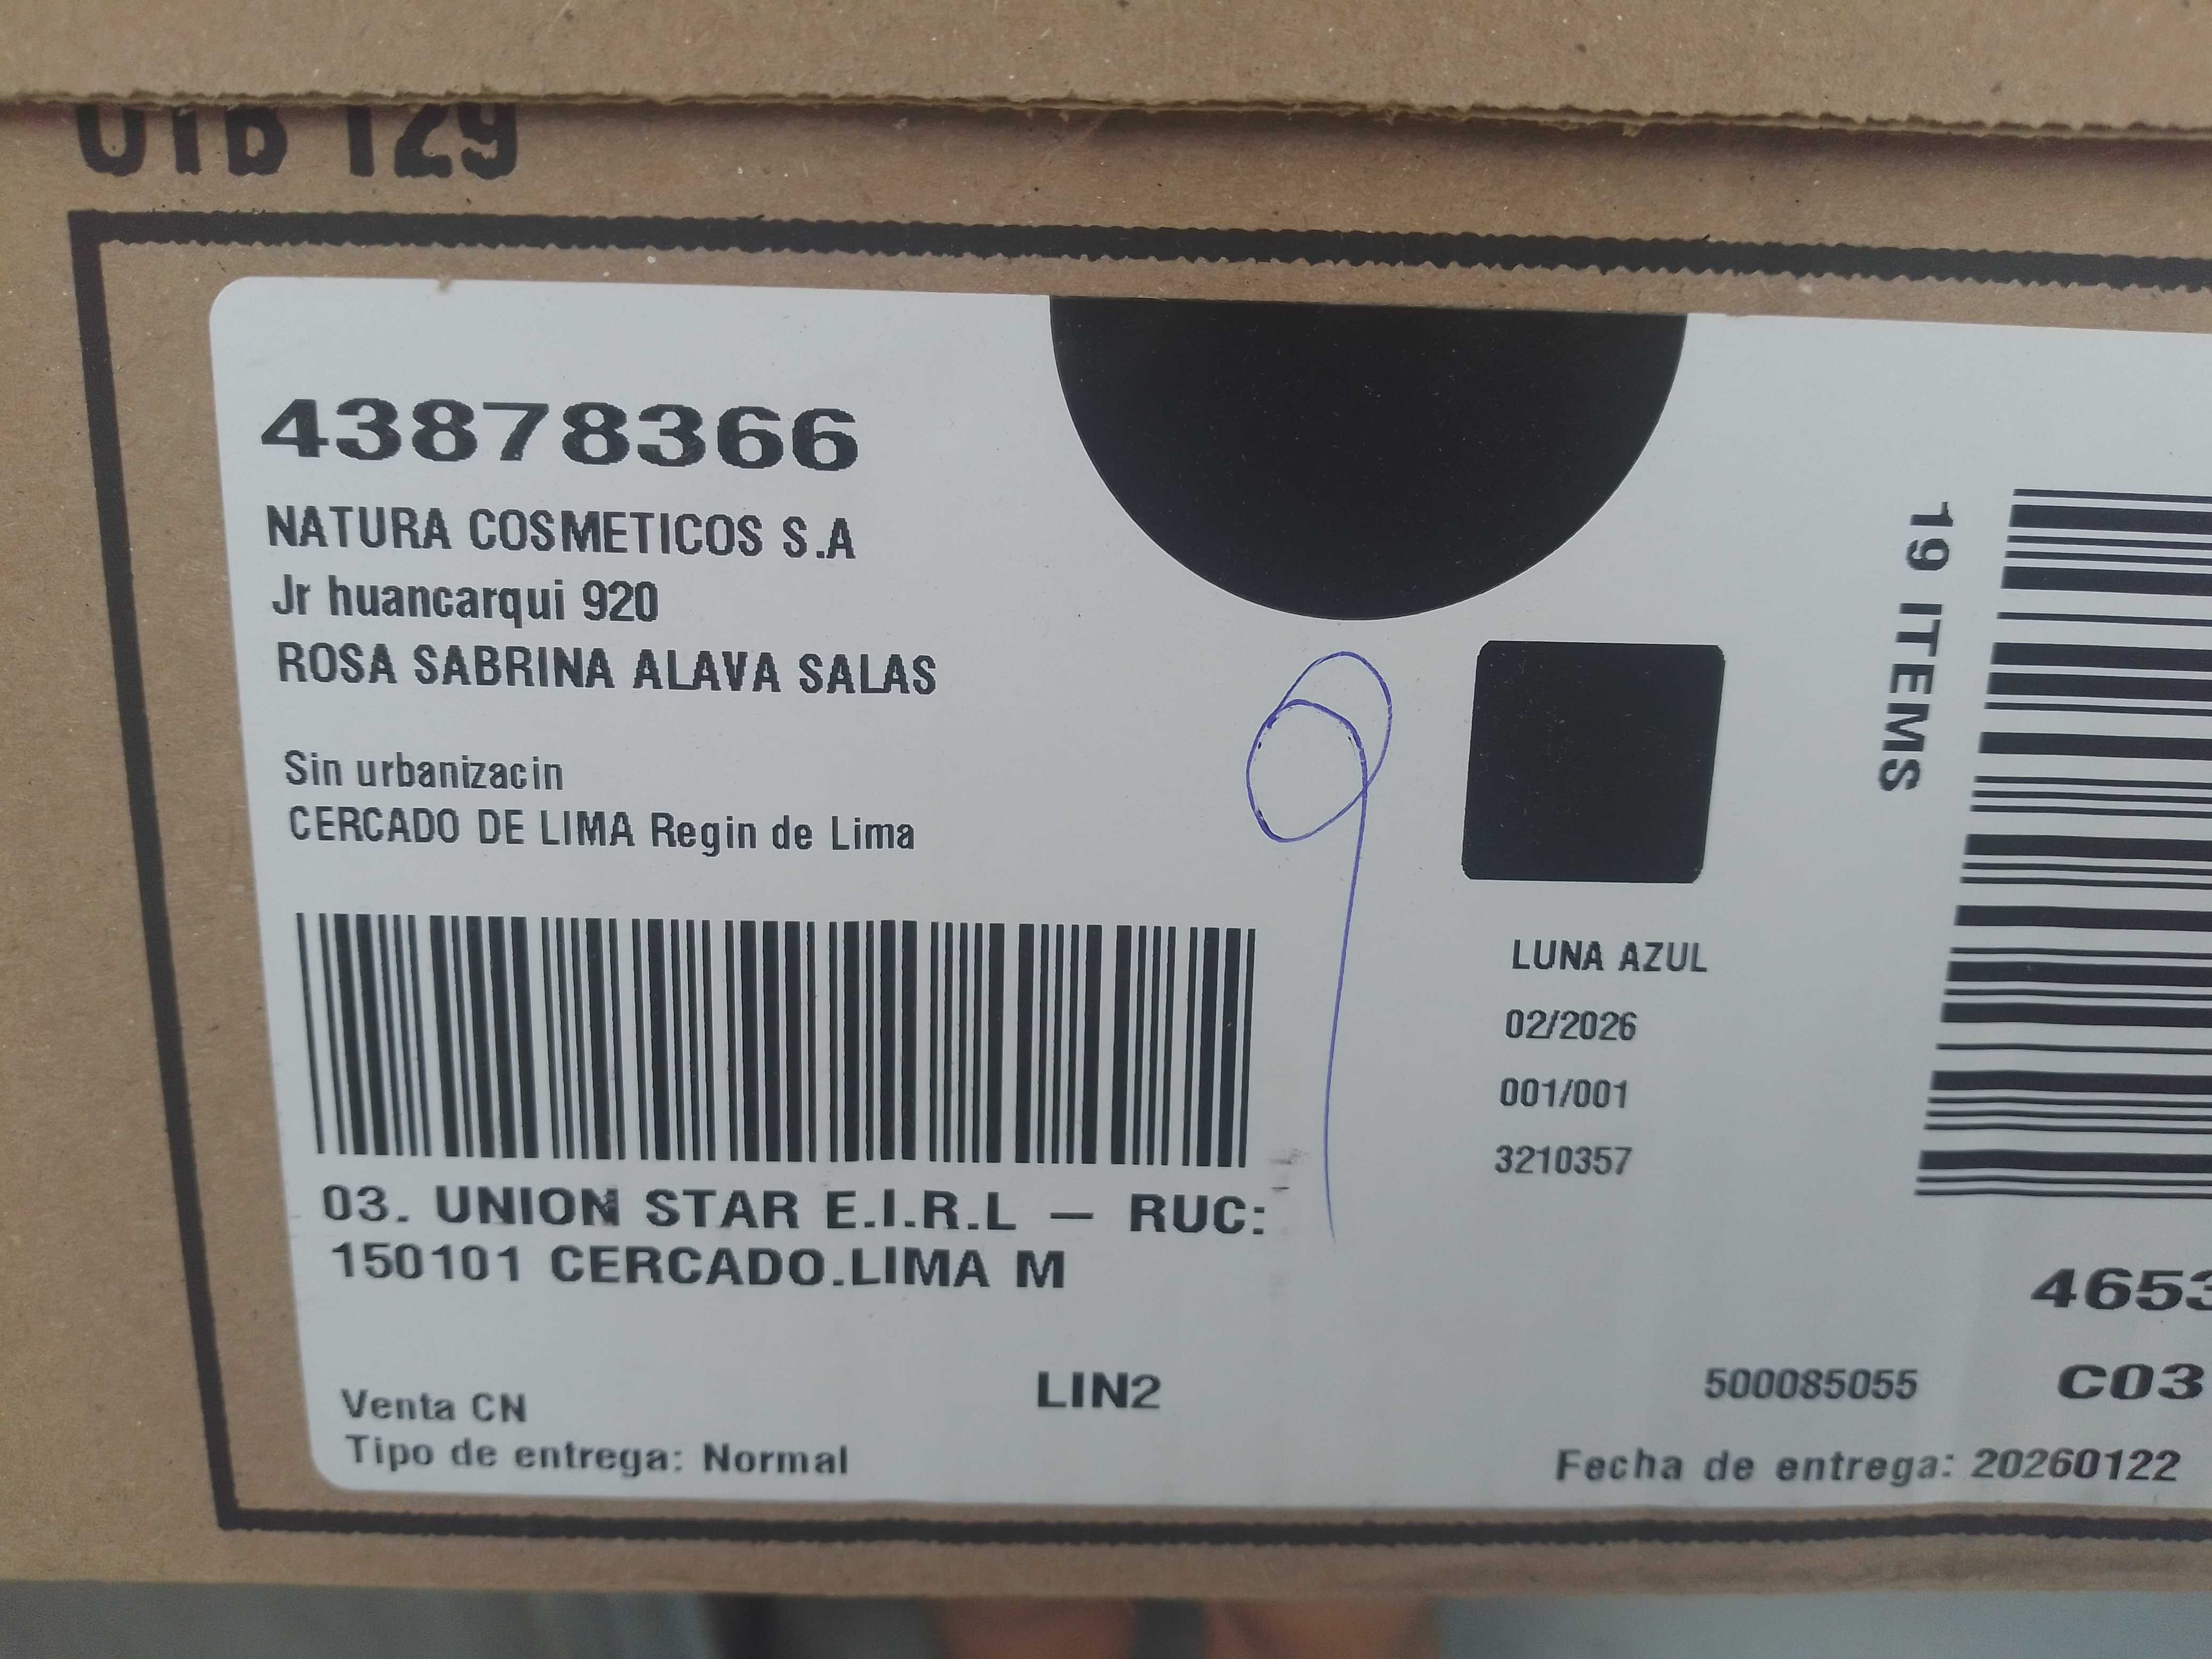 129
43878366
NATURA COSMETICOS S.A
Jr huancarqui 920
ROSA SABRINA ALAVA SALAS
Sin urbanizacin
CERCADO DE LIMA Regin de Lima
03. UNION STAR E.I.R.L — RUC:
150101 CERCADO.LIMA M
Venta CN
Tipo de entrega: Normal
LIN2
LUNA AZUL
02/2026
001/001
3210357
19 ITEMS
4653
500085055
C03
Fecha de entrega: 20260122